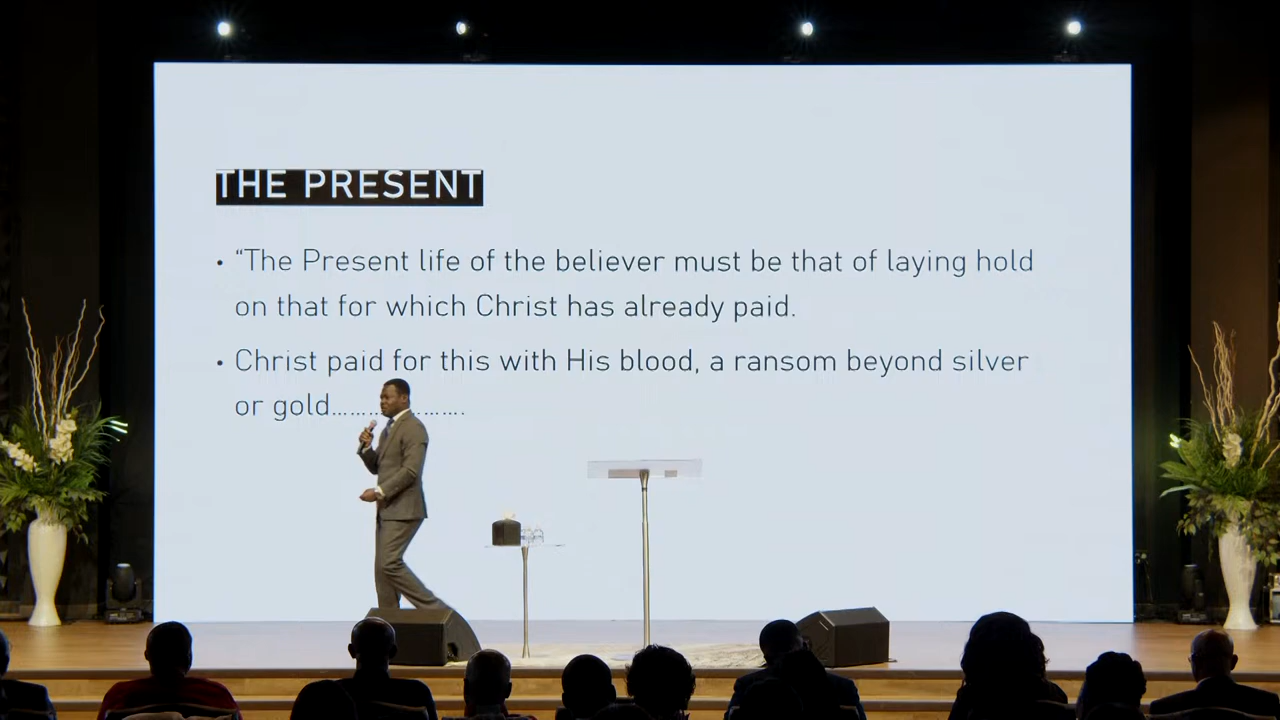 THE PRESENT
• “The Present life of the believer must be that of laying hold
on that for which Christ has already paid.
• Christ paid for this with His blood, a ransom beyond silver
or gold……………….